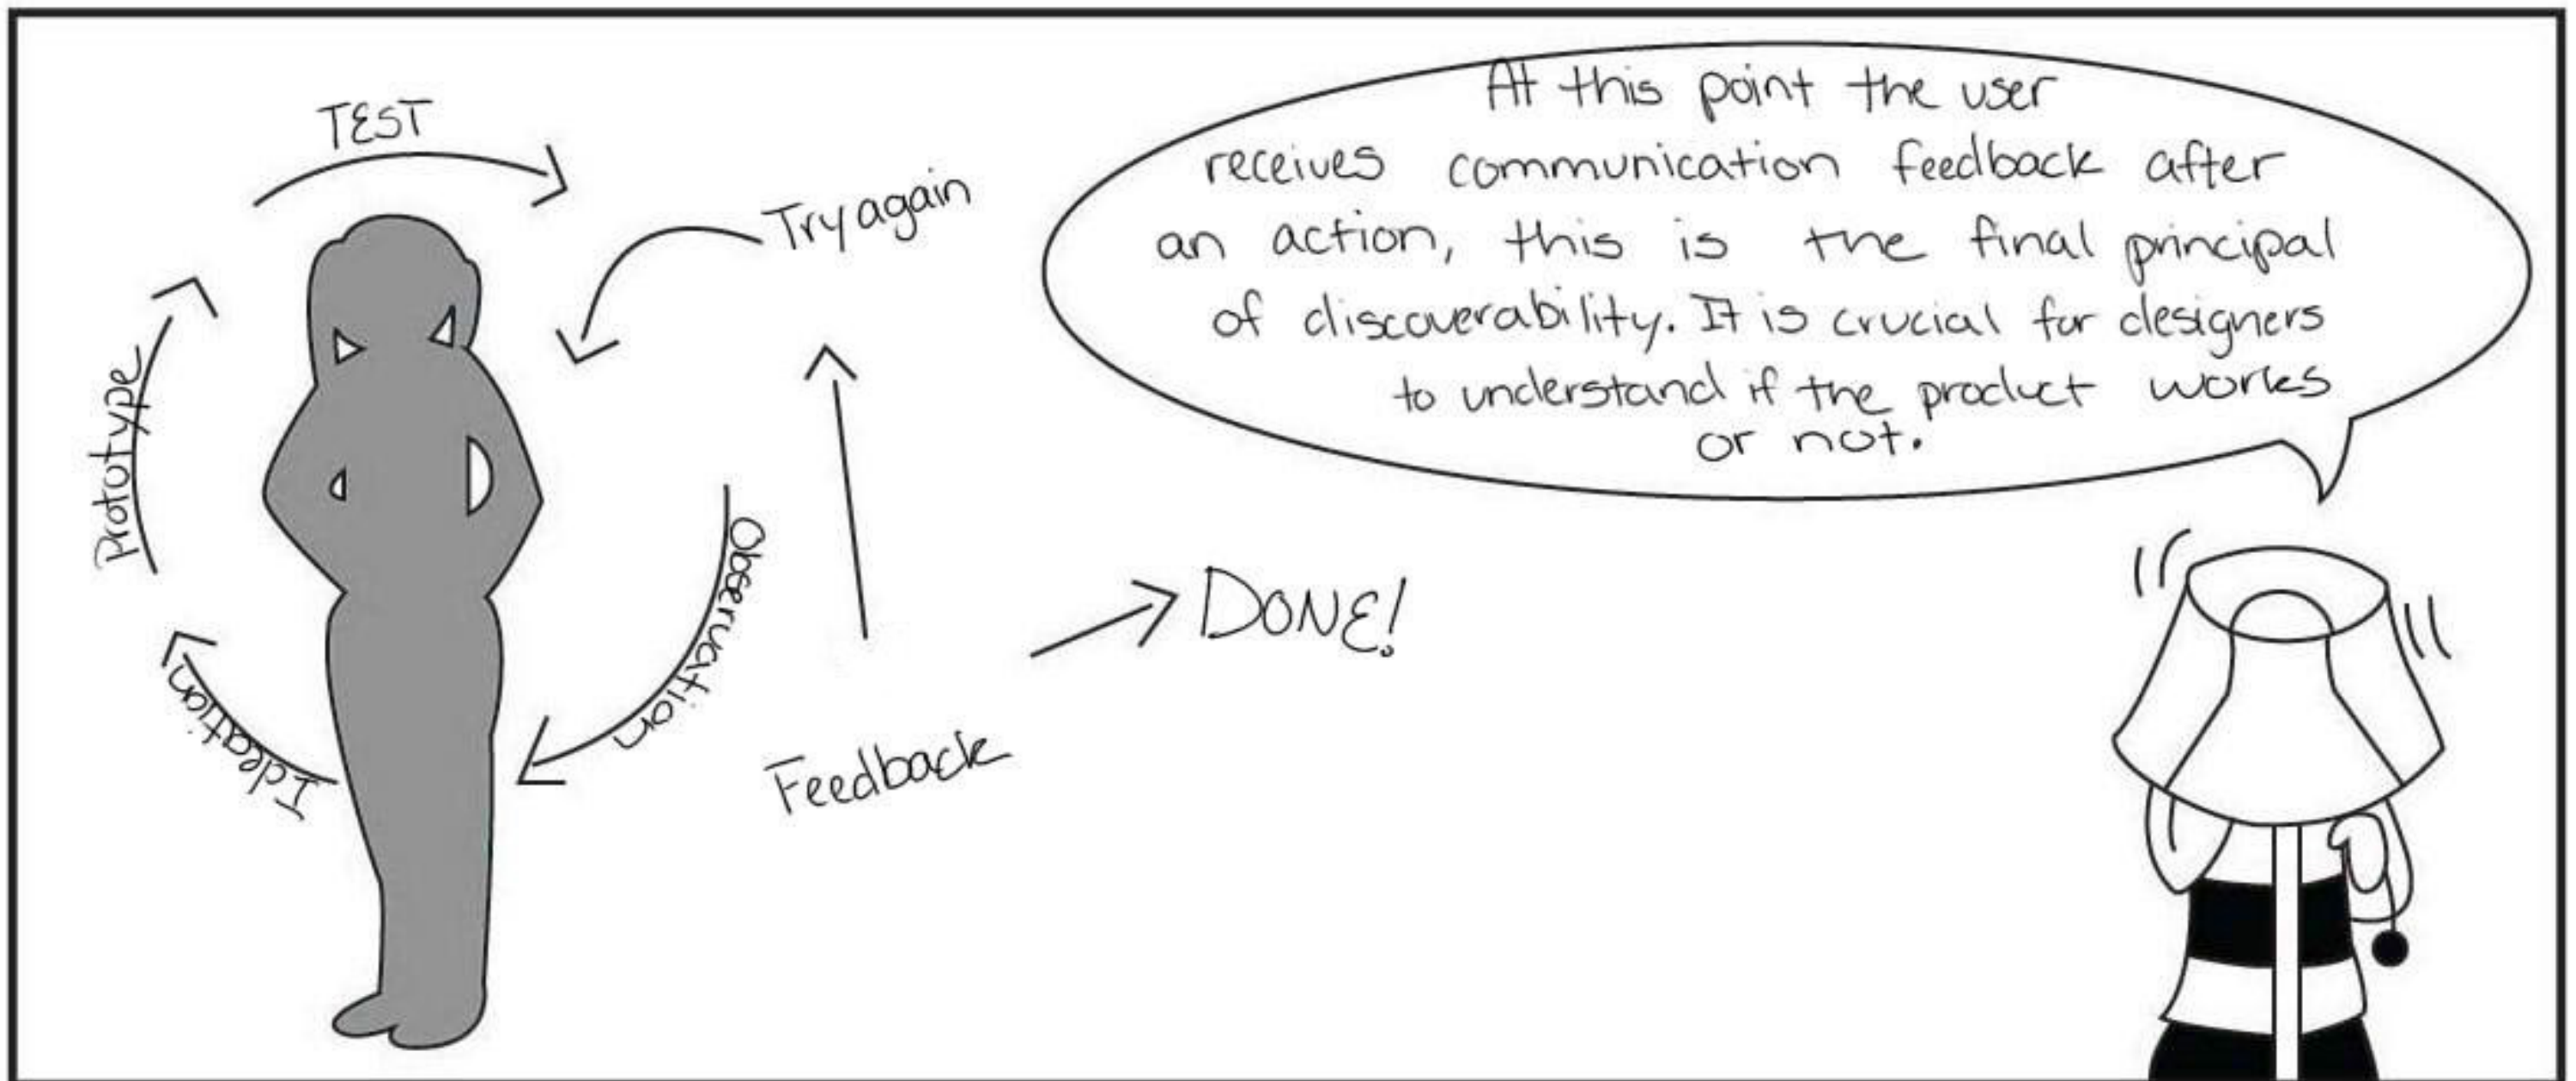 TEST
Try again
Prototype
Observation
Ideation
Feedback
DONE!
At this point the user
receives communication feedback after
an action, this is the final principal
of discoverability. It is crucial for designers
to understand if the product works
or not.